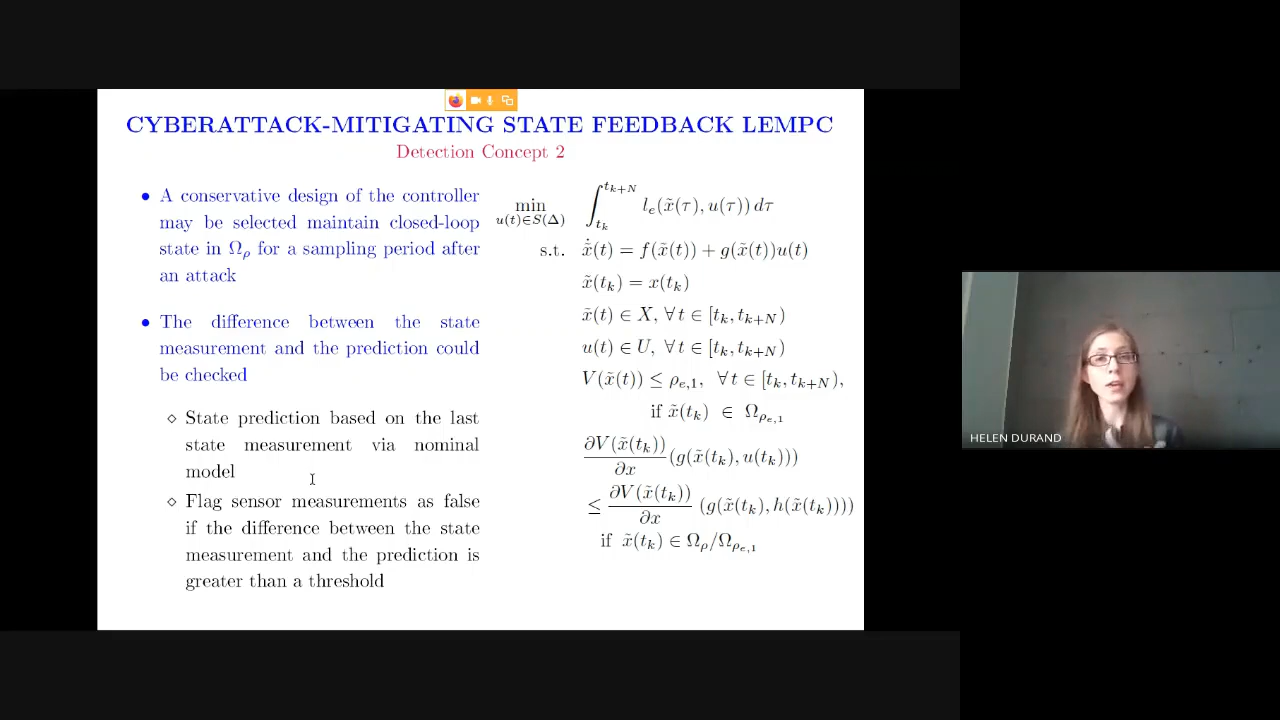 CYBERATTACK-MITIGATING STATE FEEDBACK LEMPC
Detection Concept 2
• A conservative design of the controller
may be selected maintain closed-loop
state in Ω_ρ for a sampling period after
an attack
• The difference between the state
measurement and the prediction could
be checked
⋄ State prediction based on the last
state measurement via nominal
model
⋄ Flag sensor measurements as false
if the difference between the state
measurement and the prediction is
greater than a threshold
min_{u(t)∈S(Δ)} ∫_{t_k}^{t_{k+N}} l_e(x̃(τ), u(τ)) dτ
s.t. x̃̇(t) = f(x̃(t)) + g(x̃(t))u(t)
x̃(t_k) = x(t_k)
x̃(t) ∈ X, ∀ t ∈ [t_k, t_{k+N})
u(t) ∈ U, ∀ t ∈ [t_k, t_{k+N})
V(x̃(t)) ≤ ρ_{e,1}, ∀ t ∈ [t_k, t_{k+N}),
if x̃(t_k) ∈ Ω_{ρ_{e,1}}
∂V(x̃(t_k))/∂x (g(x̃(t_k), u(t_k)))
≤ ∂V(x̃(t_k))/∂x (g(x̃(t_k), h(x̃(t_k))))
if x̃(t_k) ∈ Ω_ρ/Ω_{ρ_{e,1}}
HELEN DURAND